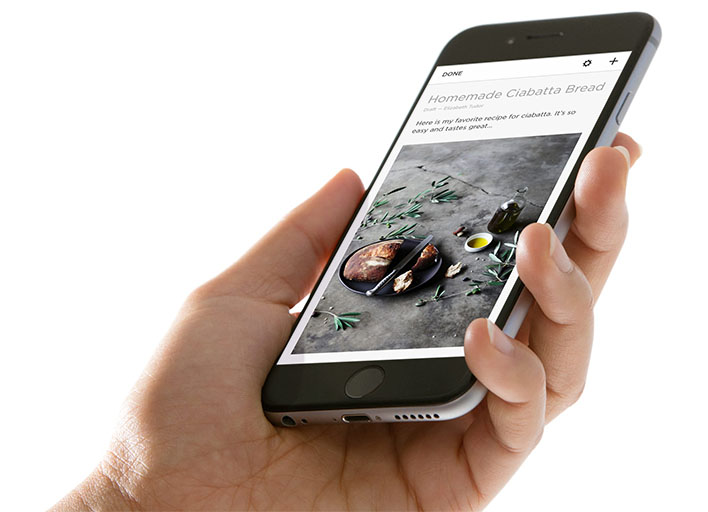 DONE
Homemade Ciabatta Bread
Draft — Elizabeth Tudor
Here is my favorite recipe for ciabatta. It's so
easy and tastes great...